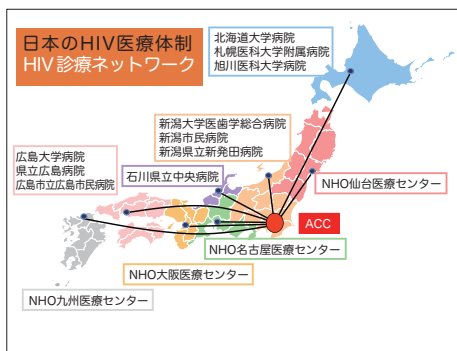 日本のHIV医療体制
HIV診療ネットワーク
北海道大学病院
札幌医科大学附属病院
旭川医科大学病院
新潟大学医歯学総合病院
新潟市民病院
新潟県立新発田病院
広島大学病院
県立広島病院
広島市立広島市民病院
石川県立中央病院
NHO仙台医療センター
ACC
NHO名古屋医療センター
NHO大阪医療センター
NHO九州医療センター